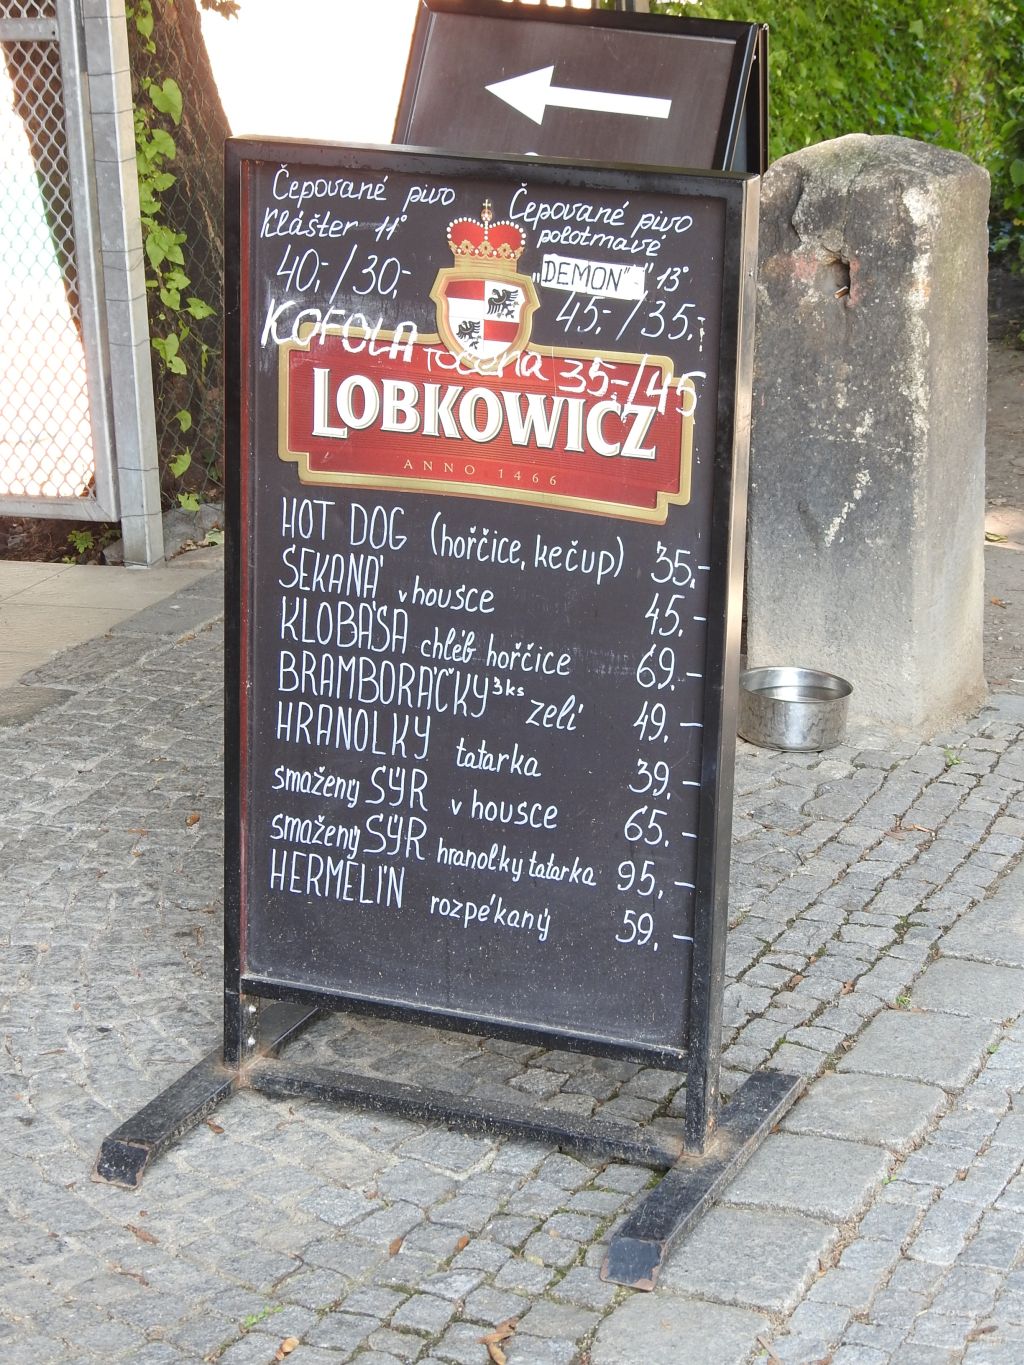 Čepované pivo
Klášter 11°
40,-/30,-
Čepované pivo
polotmavé
„DEMON" 13°
45,-/35,-
KOFOLA točená 35,-/45
LOBKOWICZ
ANNO 1466
HOT DOG (hořčice, kečup) 35,-
SEKANÁ v housce 45,-
KLOBÁSA chléb hořčice 69,-
BRAMBORÁČKY 3ks zelí 49,-
HRANOLKY tatarka 39,-
smažený SÝR v housce 65,-
smažený SÝR hranolky tatarka 95,-
HERMELÍN rozpékaný 59,-